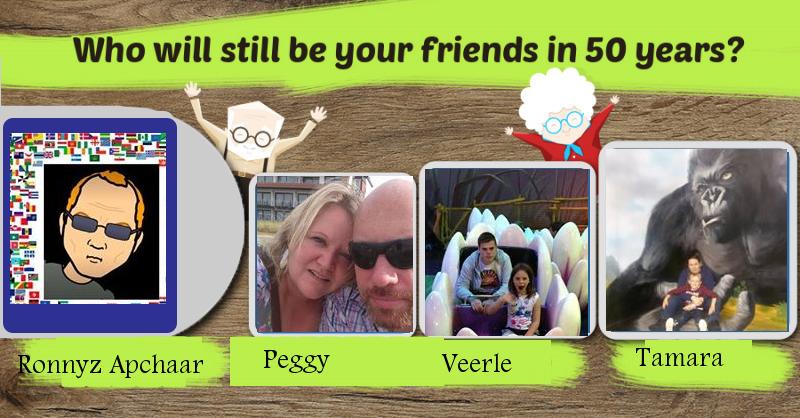 Who will still be your friends in 50 years?
Ronnyz Apchaar
Peggy
Veerle
Tamara